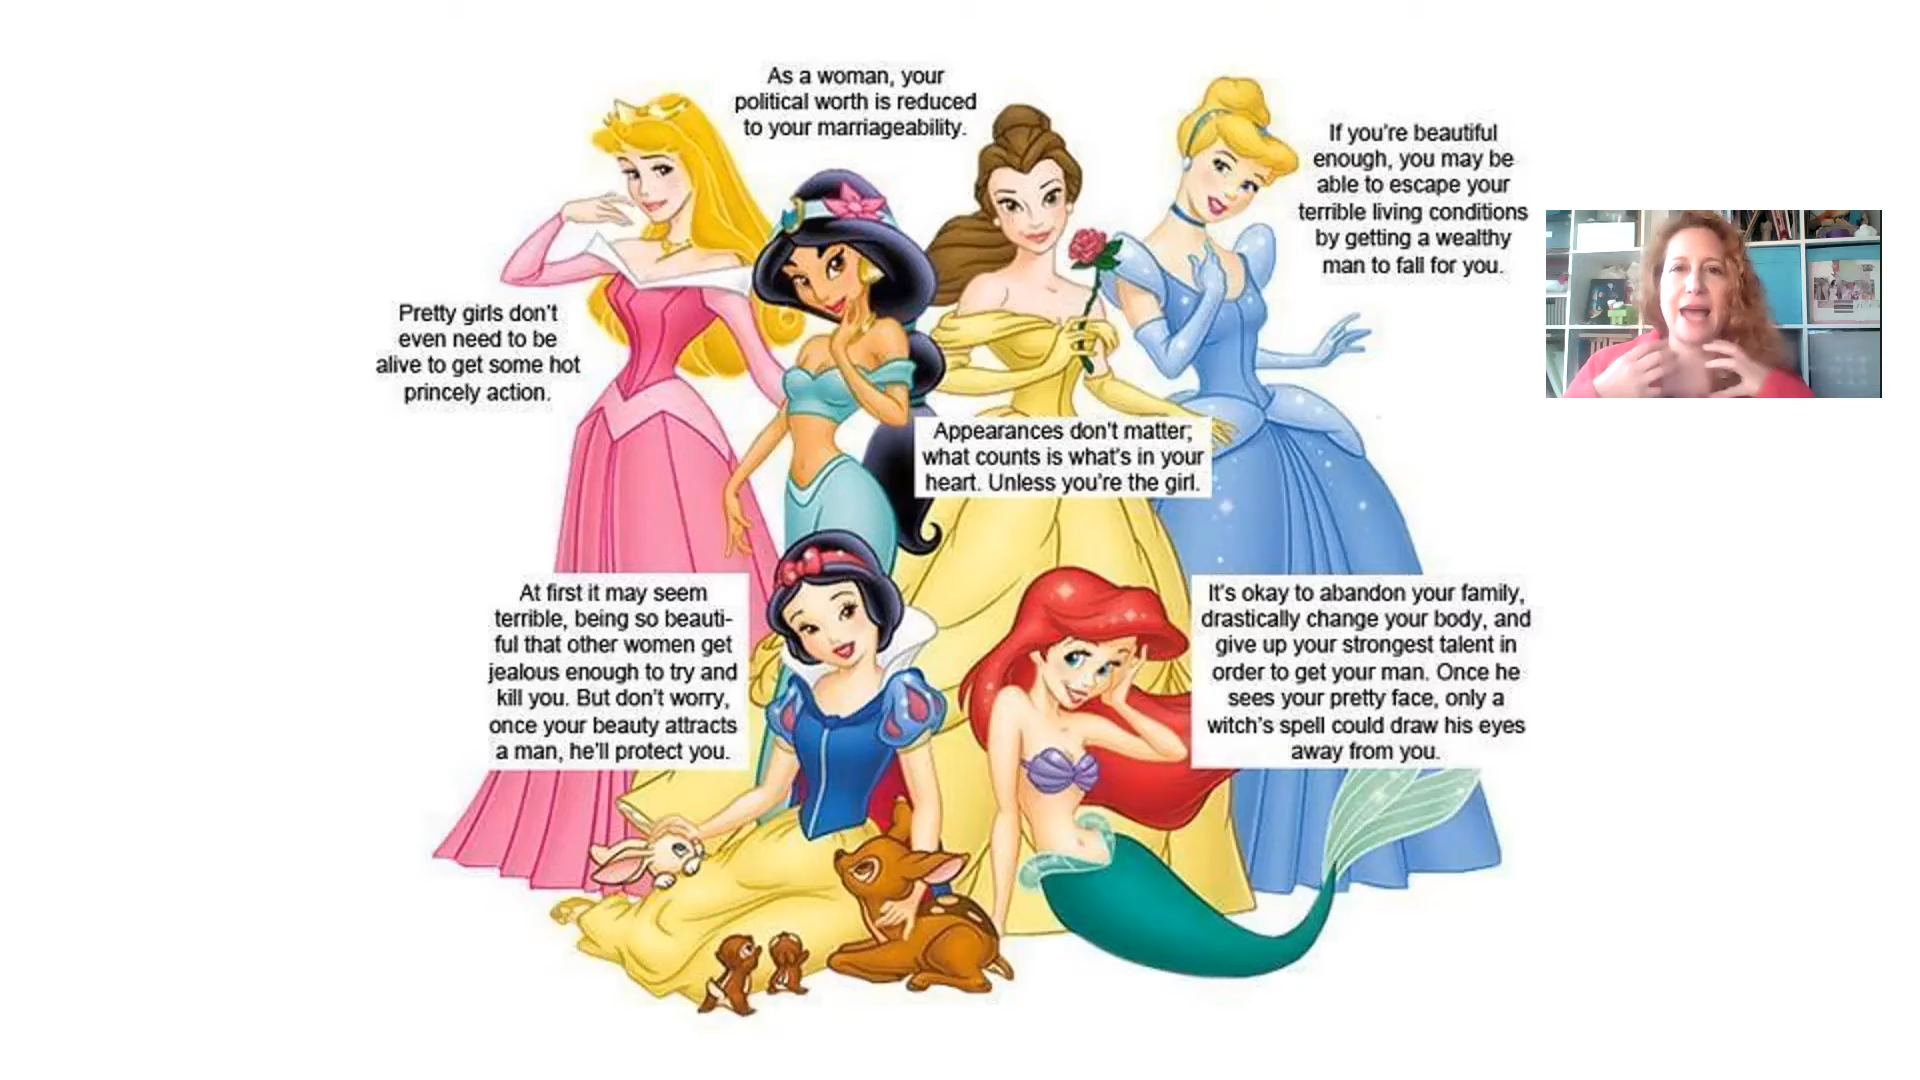 As a woman, your
political worth is reduced
to your marriageability.
If you're beautiful
enough, you may be
able to escape your
terrible living conditions
by getting a wealthy
man to fall for you.
Pretty girls don't
even need to be
alive to get some hot
princely action.
Appearances don't matter;
what counts is what's in your
heart. Unless you're the girl.
At first it may seem
terrible, being so beauti-
ful that other women get
jealous enough to try and
kill you. But don't worry,
once your beauty attracts
a man, he'll protect you.
It's okay to abandon your family,
drastically change your body, and
give up your strongest talent in
order to get your man. Once he
sees your pretty face, only a
witch's spell could draw his eyes
away from you.